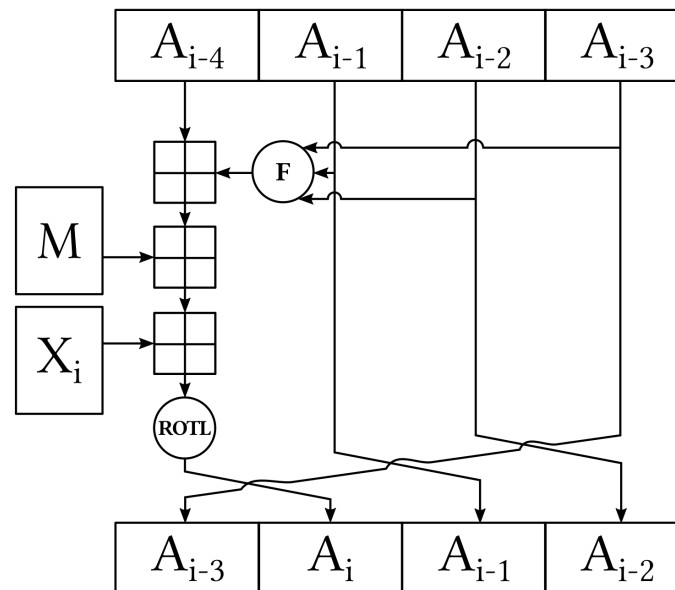 A_{i-4} A_{i-1} A_{i-2} A_{i-3}
F
M
X_i
ROTL
A_{i-3} A_i A_{i-1} A_{i-2}